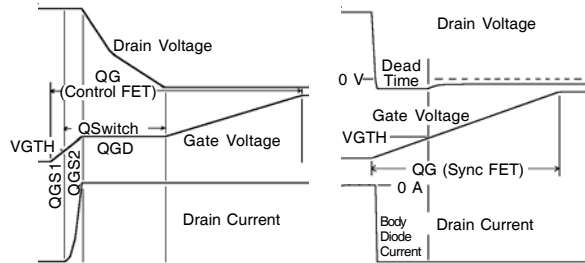 Drain Voltage
QG
(Control FET)
QSwitch
VGTH
QGD
Gate Voltage
QGS1
QGS2
Drain Current
Drain Voltage
0 V
Dead
Time
Gate Voltage
VGTH
QG (Sync FET)
0 A
Body
Diode
Current
Drain Current